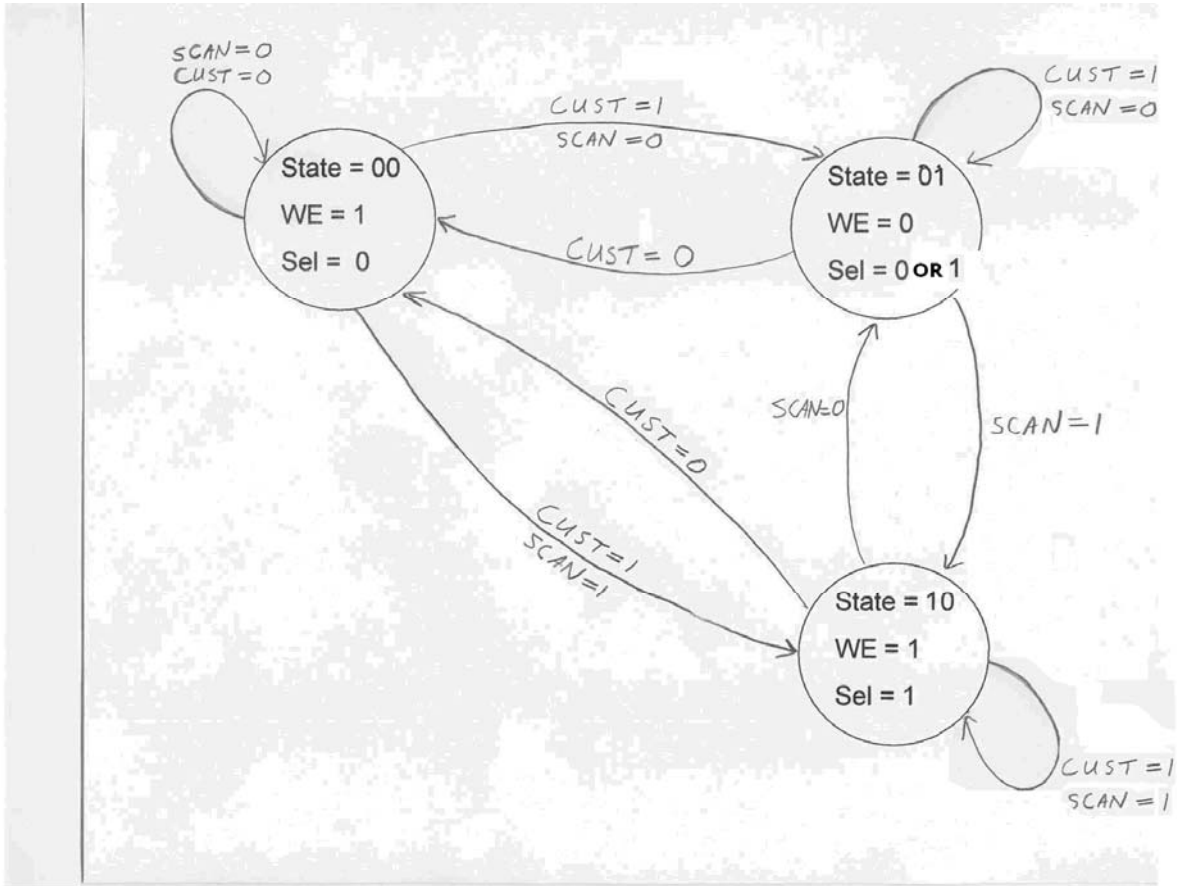 SCAN=0
CUST=0
CUST=1
SCAN=0
CUST=1
SCAN=0
State = 00
WE = 1
Sel = 0
State = 01
WE = 0
Sel = 0 OR 1
CUST=0
CUST=0
SCAN=0
SCAN=1
CUST=1
SCAN=1
State = 10
WE = 1
Sel = 1
CUST=1
SCAN=1